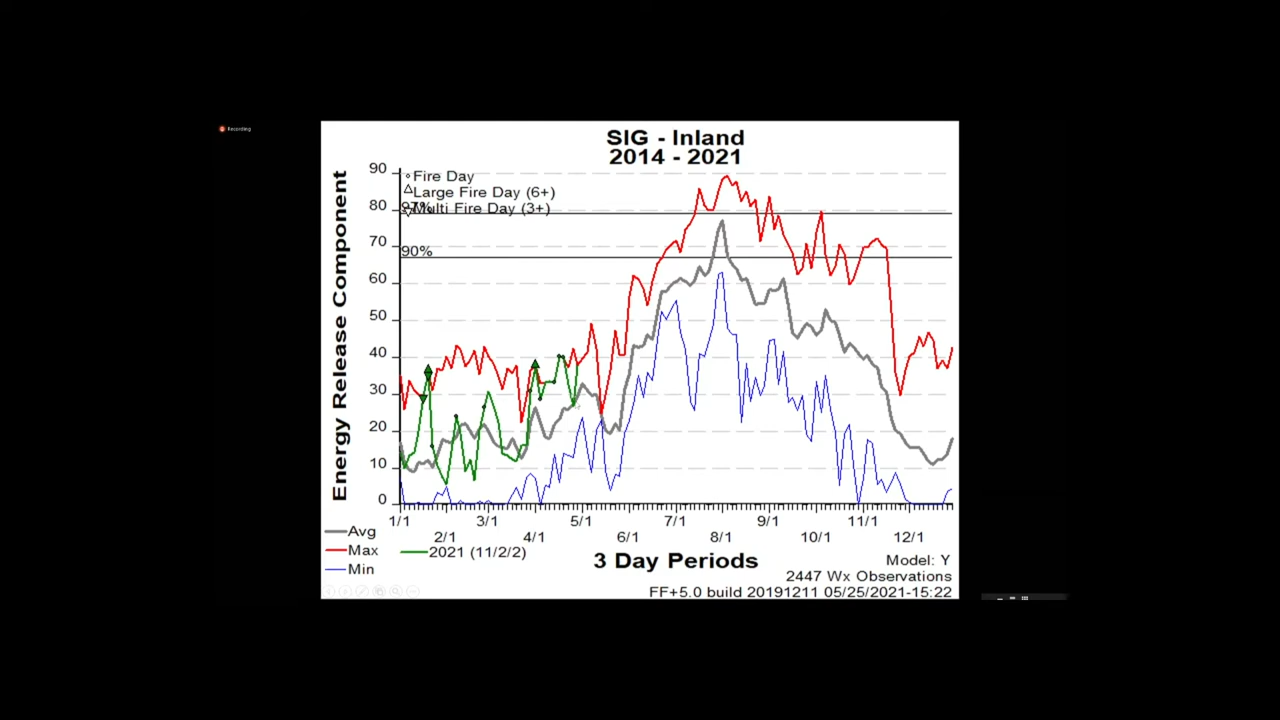 Recording
SIG - Inland
2014 - 2021
Energy Release Component
90
80
70
60
50
40
30
20
10
0
Fire Day
Large Fire Day (6+)
97%
Multi Fire Day (3+)
90%
1/1
2/1
3/1
4/1
5/1
6/1
7/1
8/1
9/1
10/1
11/1
12/1
Avg
Max
Min
2021 (11/2/2)
3 Day Periods
Model: Y
2447 Wx Observations
FF+5.0 build 20191211 05/25/2021-15:22